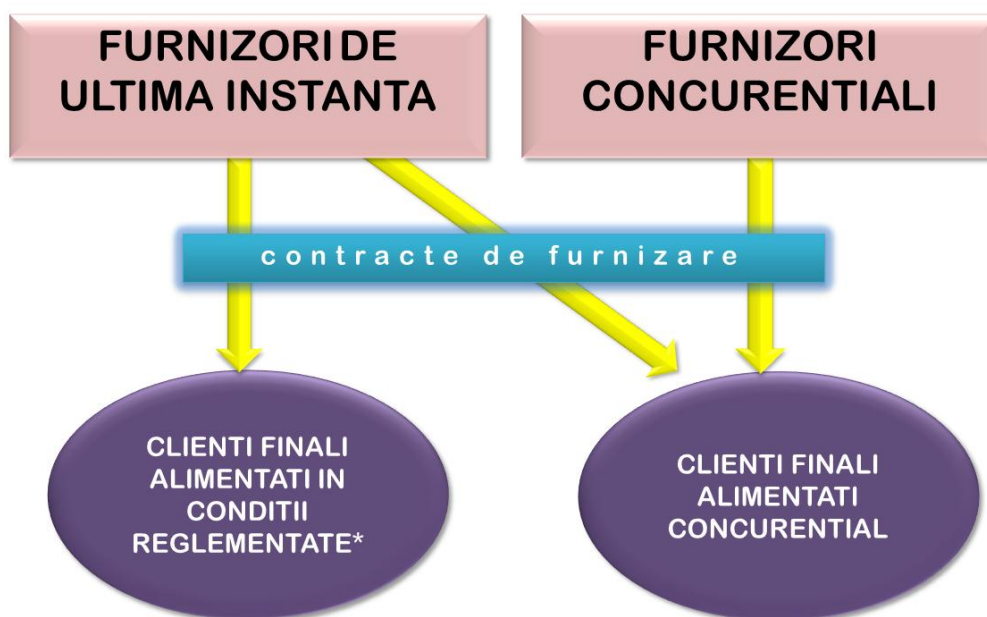 FURNIZORI DE
ULTIMA INSTANTA
FURNIZORI
CONCURENTIALI
contracte de furnizare
CLIENTI FINALI
ALIMENTATI IN
CONDITII
REGLEMENTATE*
CLIENTI FINALI
ALIMENTATI
CONCURENTIAL